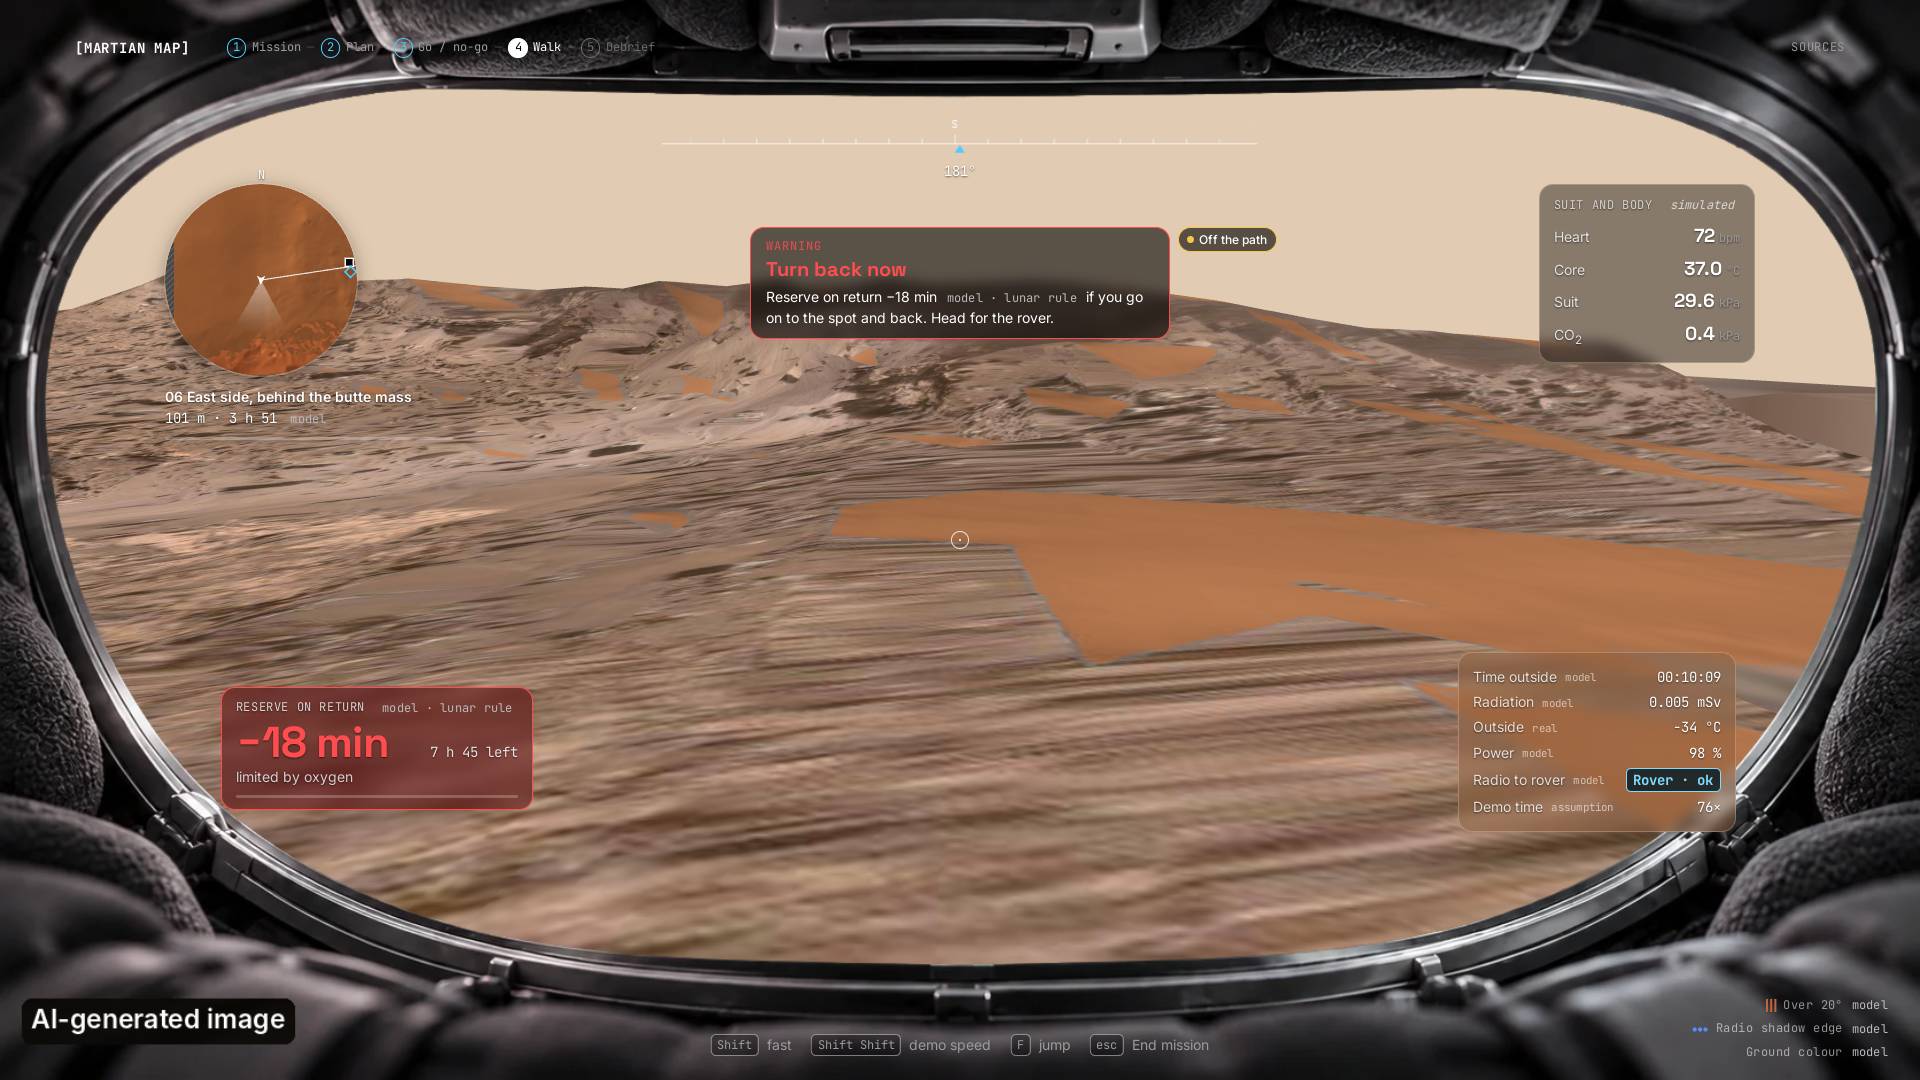 [MARTIAN MAP]
1 Mission
2 Plan
3 Go / no-go
4 Walk
5 Debrief
SOURCES
S
181°
N
06 East side, behind the butte mass
101 m · 3 h 51 model
WARNING
Turn back now
Reserve on return −18 min model · lunar rule if you go
on to the spot and back. Head for the rover.
Off the path
SUIT AND BODY simulated
Heart 72 bpm
Core 37.0 °C
Suit 29.6 kPa
CO2 0.4 kPa
RESERVE ON RETURN model · lunar rule
−18 min 7 h 45 left
limited by oxygen
Time outside model 00:10:09
Radiation model 0.005 mSv
Outside real -34 °C
Power model 98 %
Radio to rover model Rover · ok
Demo time assumption 76×
AI-generated image
Shift fast Shift Shift demo speed F jump esc End mission
Over 20° model
Radio shadow edge model
Ground colour model